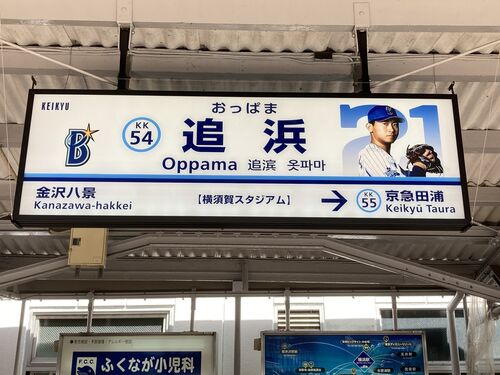 KEIKYU
B
21
KK
54
おっぱま
追浜
Oppama 追滨 옷파마
金沢八景
Kanazawa-hakkei
【横須賀スタジアム】
→
KK
55
京急田浦
Keikyū Taura
F.C.C.
ふくなが小児科